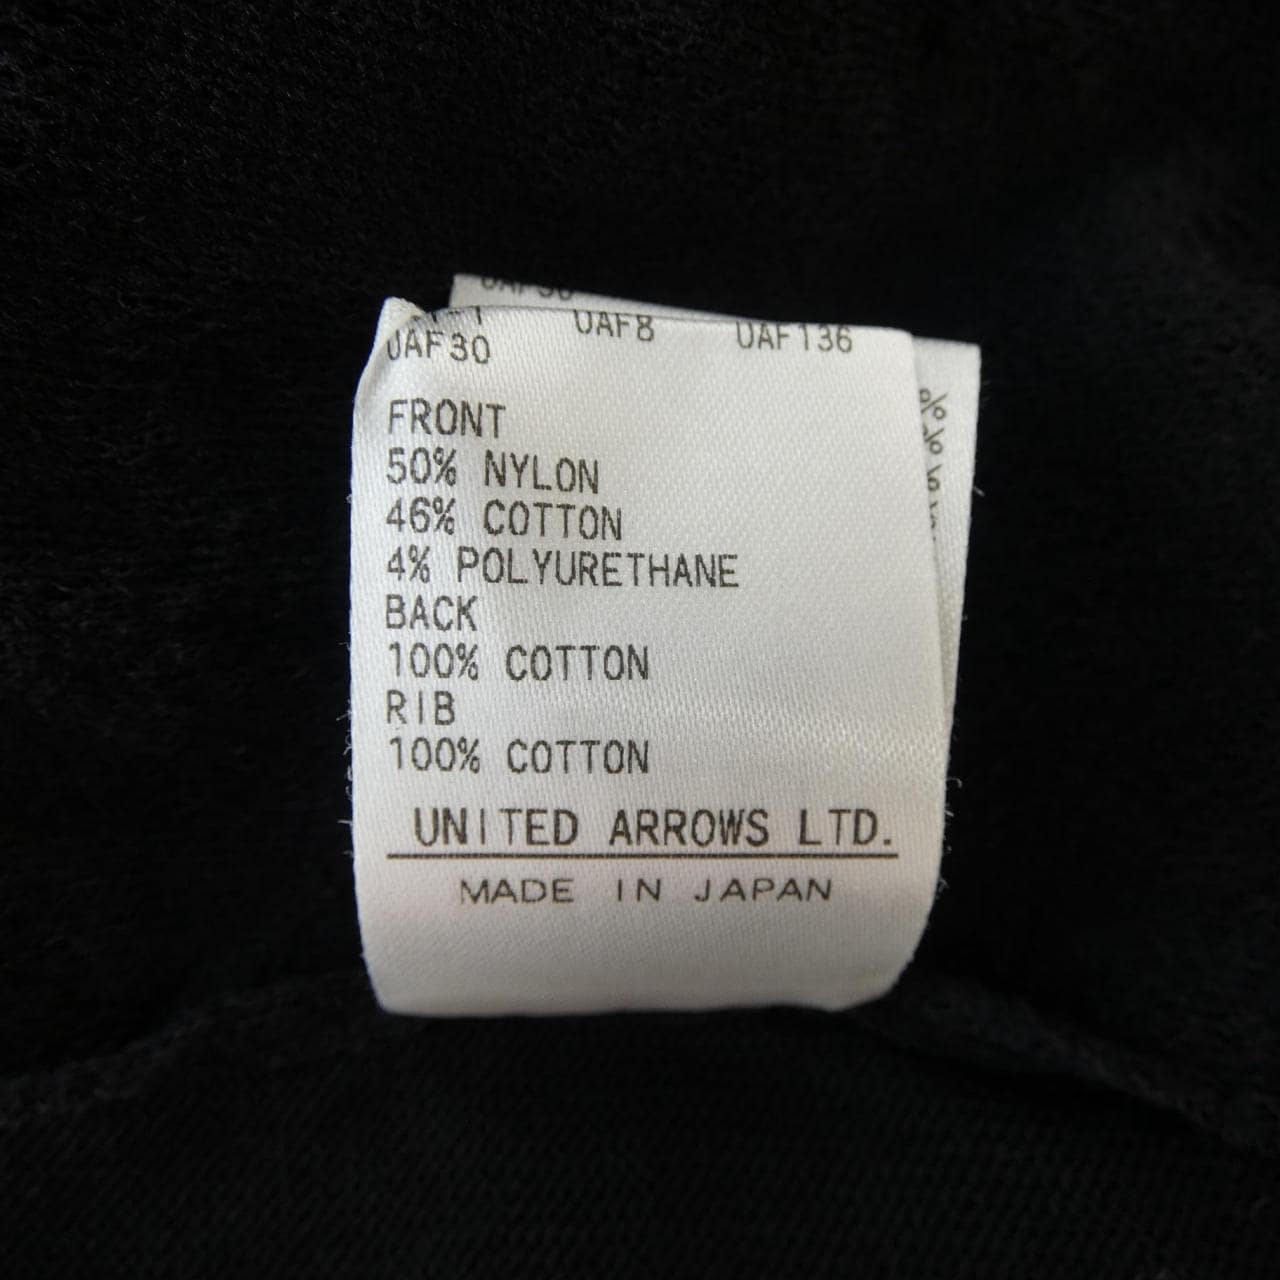 UAF8 UAF136
UAF30
FRONT
50% NYLON
46% COTTON
4% POLYURETHANE
BACK
100% COTTON
RIB
100% COTTON
UNITED ARROWS LTD.
MADE IN JAPAN